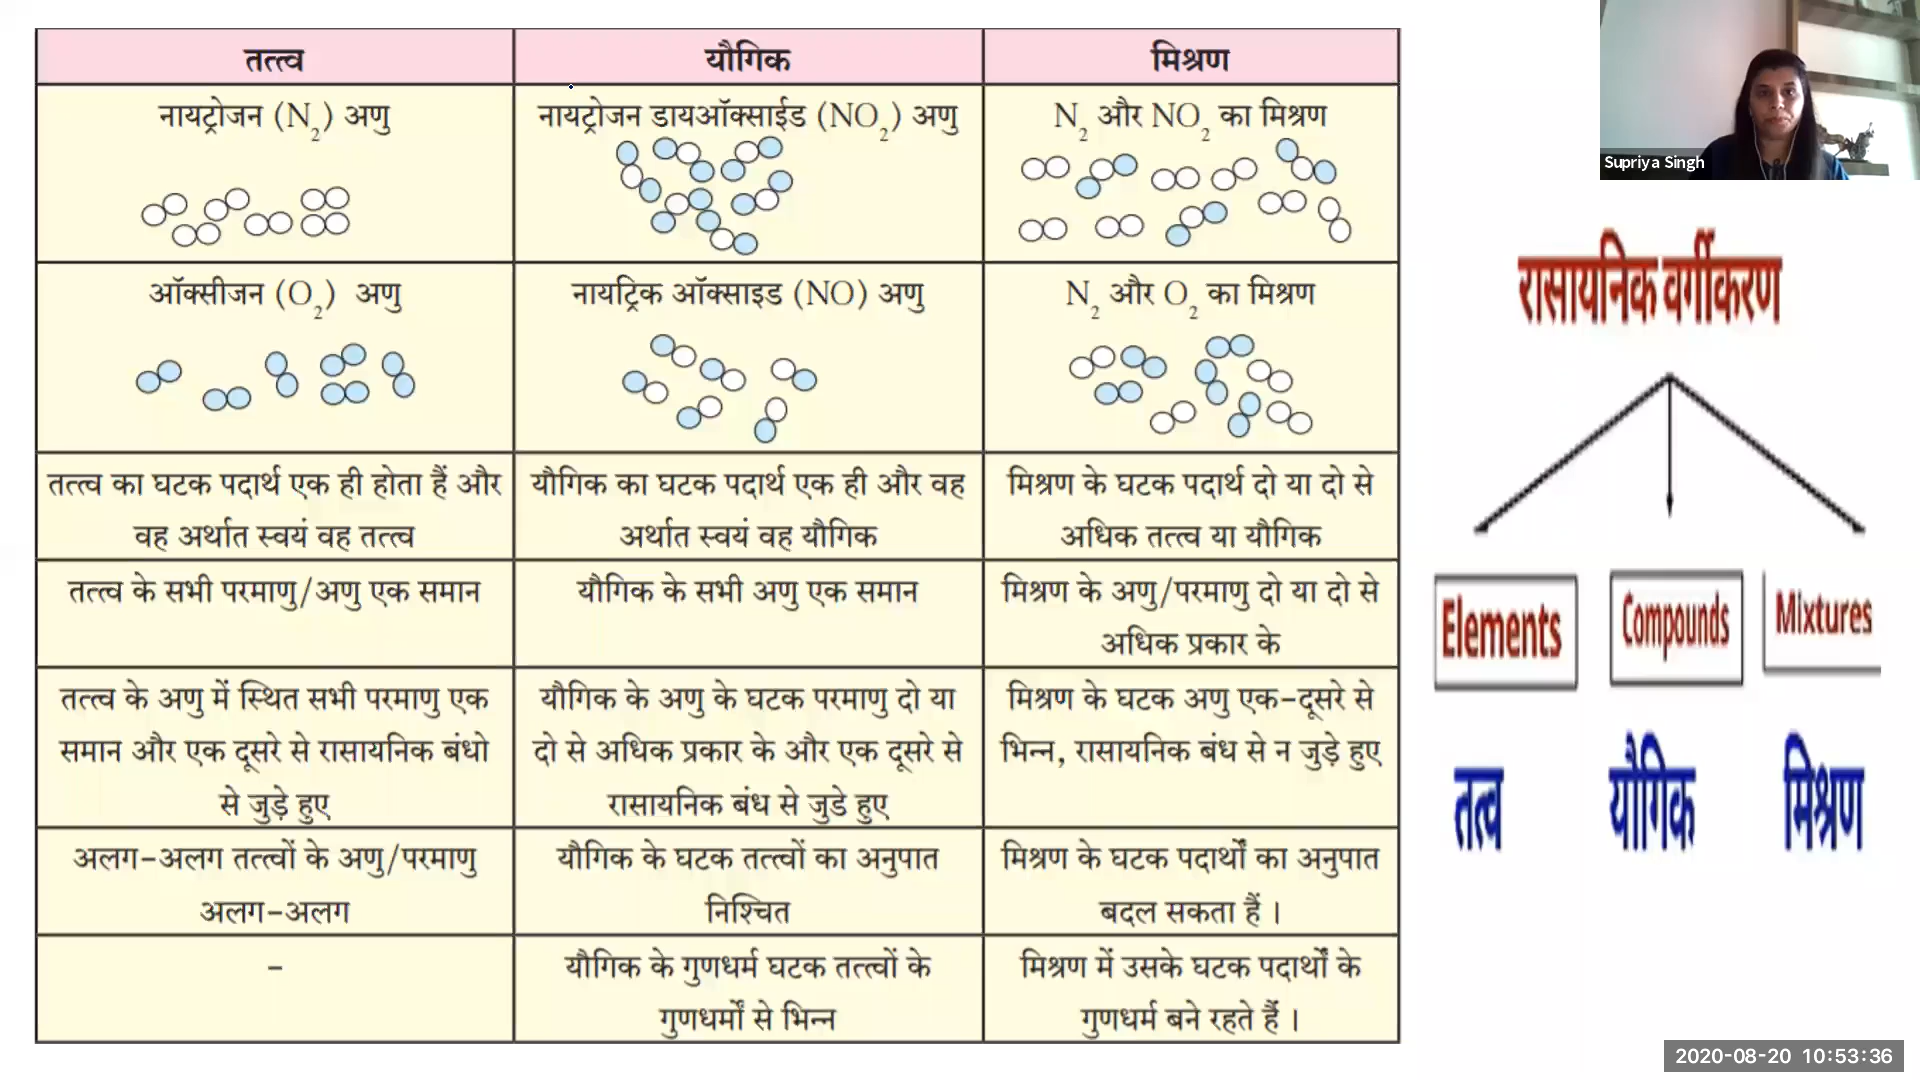 तत्त्व
यौगिक
मिश्रण
नायट्रोजन (N₂) अणु
नायट्रोजन डायऑक्साईड (NO₂) अणु
N₂ और NO₂ का मिश्रण
ऑक्सीजन (O₂) अणु
नायट्रिक ऑक्साइड (NO) अणु
N₂ और O₂ का मिश्रण
तत्त्व का घटक पदार्थ एक ही होता हैं और
वह अर्थात स्वयं वह तत्त्व
यौगिक का घटक पदार्थ एक ही और वह
अर्थात स्वयं वह यौगिक
मिश्रण के घटक पदार्थ दो या दो से
अधिक तत्त्व या यौगिक
तत्त्व के सभी परमाणु/अणु एक समान
यौगिक के सभी अणु एक समान
मिश्रण के अणु/परमाणु दो या दो से
अधिक प्रकार के
तत्त्व के अणु में स्थित सभी परमाणु एक
समान और एक दूसरे से रासायनिक बंधो
से जुड़े हुए
यौगिक के अणु के घटक परमाणु दो या
दो से अधिक प्रकार के और एक दूसरे से
रासायनिक बंध से जुडे हुए
मिश्रण के घटक अणु एक-दूसरे से
भिन्न, रासायनिक बंध से न जुड़े हुए
अलग-अलग तत्त्वों के अणु/परमाणु
अलग-अलग
यौगिक के घटक तत्त्वों का अनुपात
निश्चित
मिश्रण के घटक पदार्थों का अनुपात
बदल सकता हैं ।
-
यौगिक के गुणधर्म घटक तत्त्वों के
गुणधर्मों से भिन्न
मिश्रण में उसके घटक पदार्थों के
गुणधर्म बने रहते हैं ।
Supriya Singh
रासायनिक वर्गीकरण
Elements
Compounds
Mixtures
तत्व
यौगिक
मिश्रण
2020-08-20 10:53:36